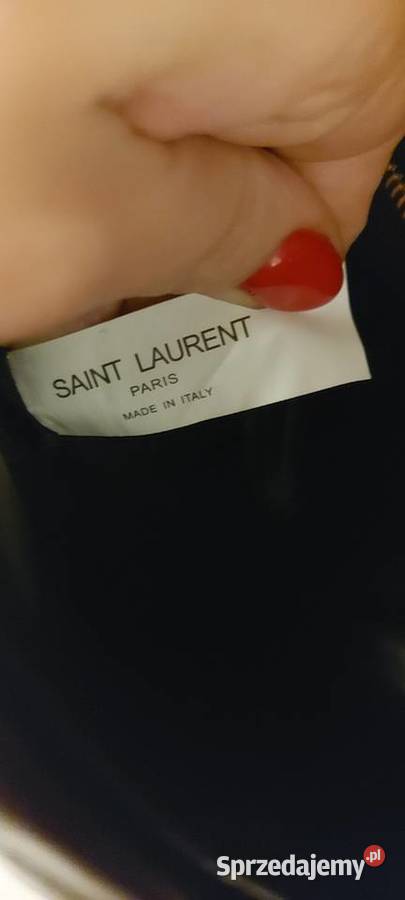 SAINT LAURENT
PARIS
MADE IN ITALY
Sprzedajemy.pl